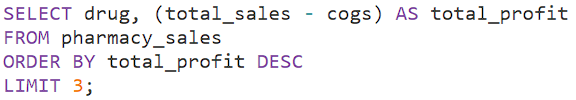 SELECT drug, (total_sales - cogs) AS total_profit
FROM pharmacy_sales
ORDER BY total_profit DESC
LIMIT 3;